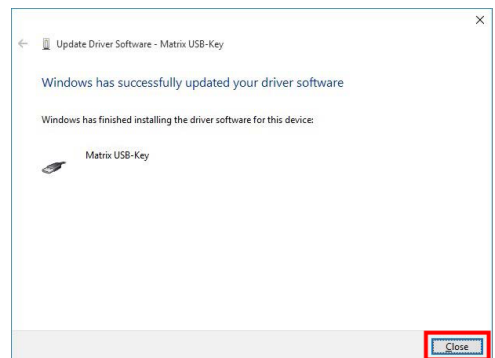 Update Driver Software - Matrix USB-Key
Windows has successfully updated your driver software
Windows has finished installing the driver software for this device:
Matrix USB-Key
Close